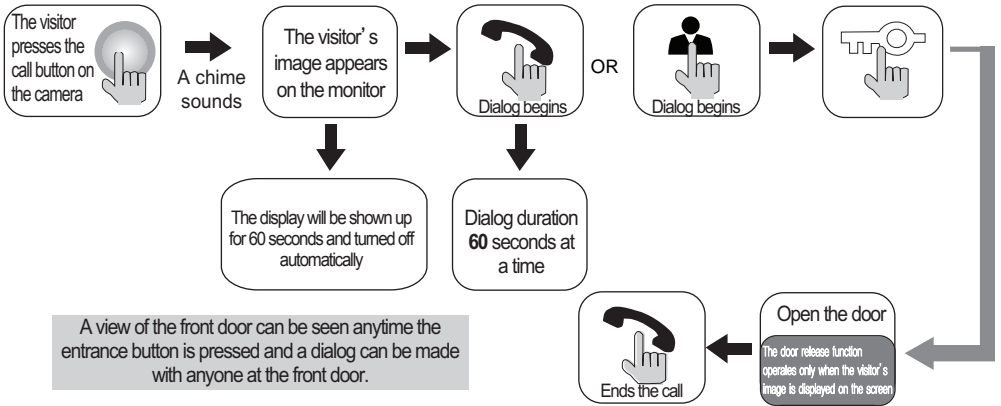 The visitor
presses the
call button on
the camera
A chime
sounds
The visitor's
image appears
on the monitor
Dialog begins
OR
Dialog begins
The display will be shown up
for 60 seconds and turned off
automatically
Dialog duration
60 seconds at
a time
A view of the front door can be seen anytime the
entrance button is pressed and a dialog can be made
with anyone at the front door.
Ends the call
Open the door
The door release function
operates only when the visitor's
image is displayed on the screen